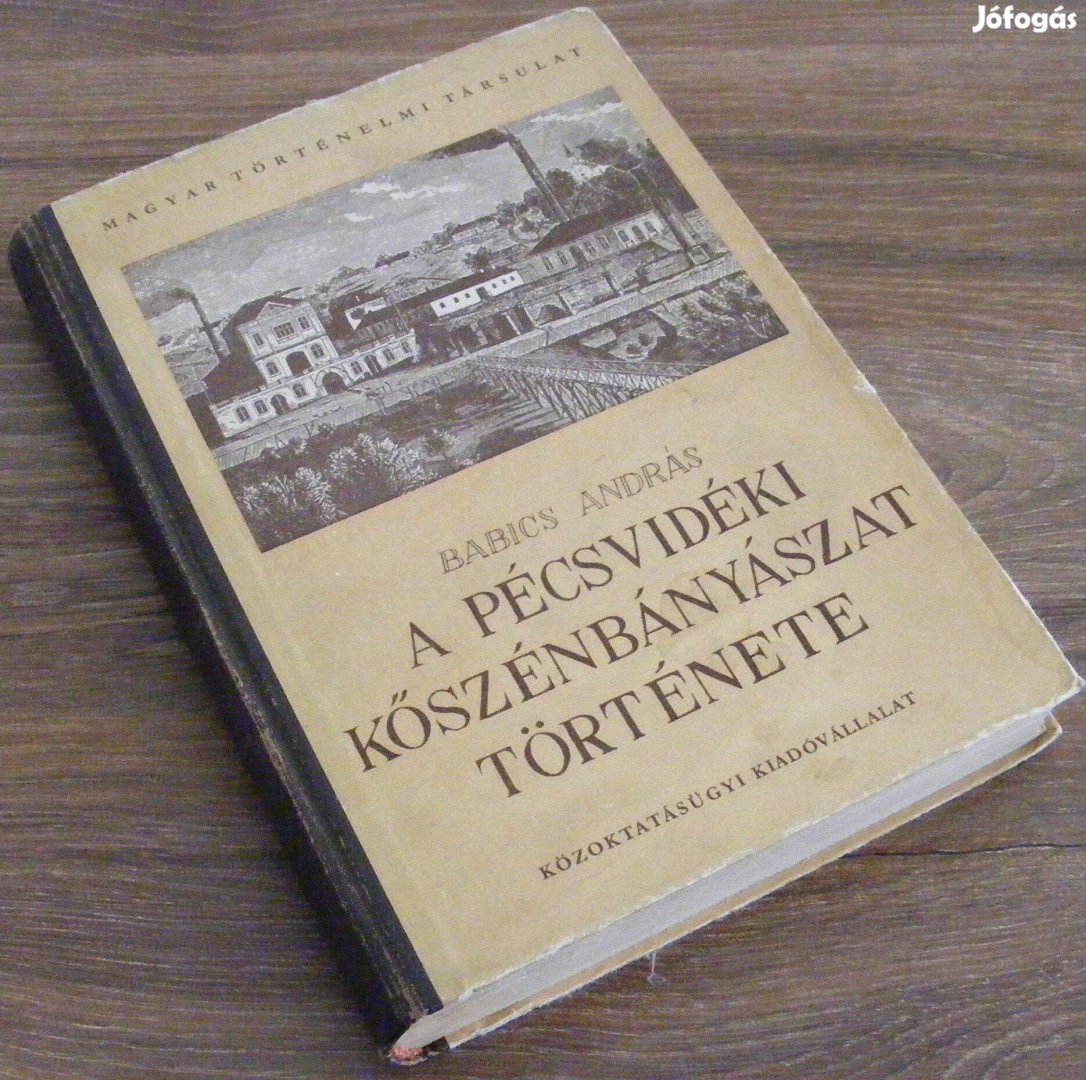 Jófogás
MAGYAR TÖRTÉNELMI TÁRSULAT
BABICS ANDRÁS
A PÉCSVIDÉKI
KŐSZÉNBÁNYÁSZAT
TÖRTÉNETE
KÖZOKTATÁSÜGYI KIADÓVÁLLALAT